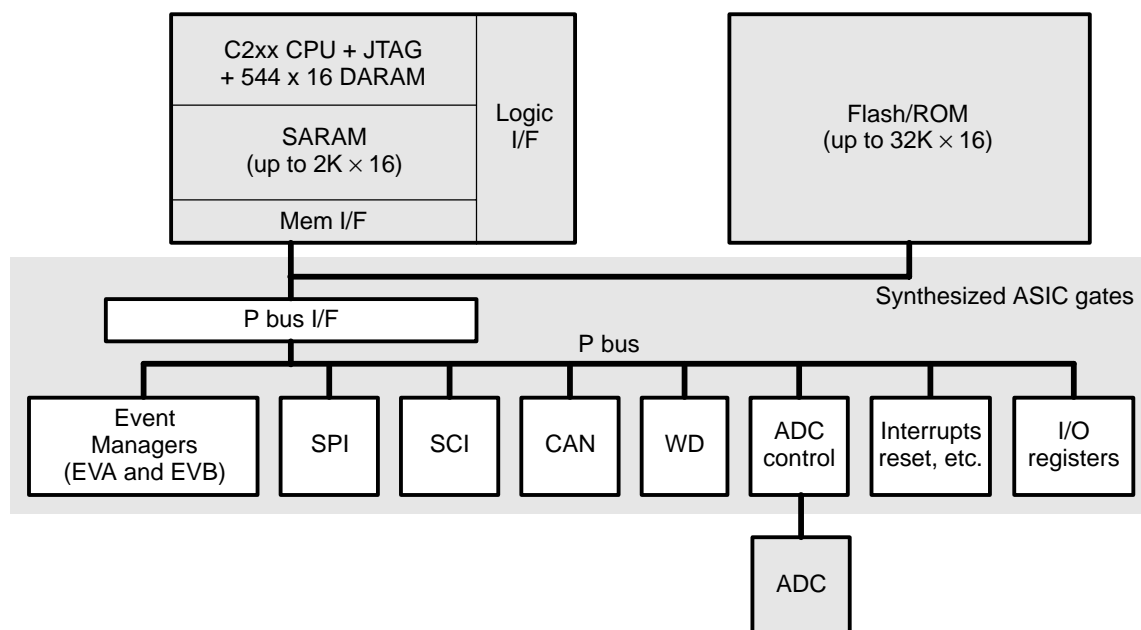 C2xx CPU + JTAG
+ 544 x 16 DARAM
SARAM
(up to 2K × 16)
Mem I/F
Logic
I/F
Flash/ROM
(up to 32K × 16)
Synthesized ASIC gates
P bus I/F
P bus
Event
Managers
(EVA and EVB)
SPI
SCI
CAN
WD
ADC
control
Interrupts
reset, etc.
I/O
registers
ADC